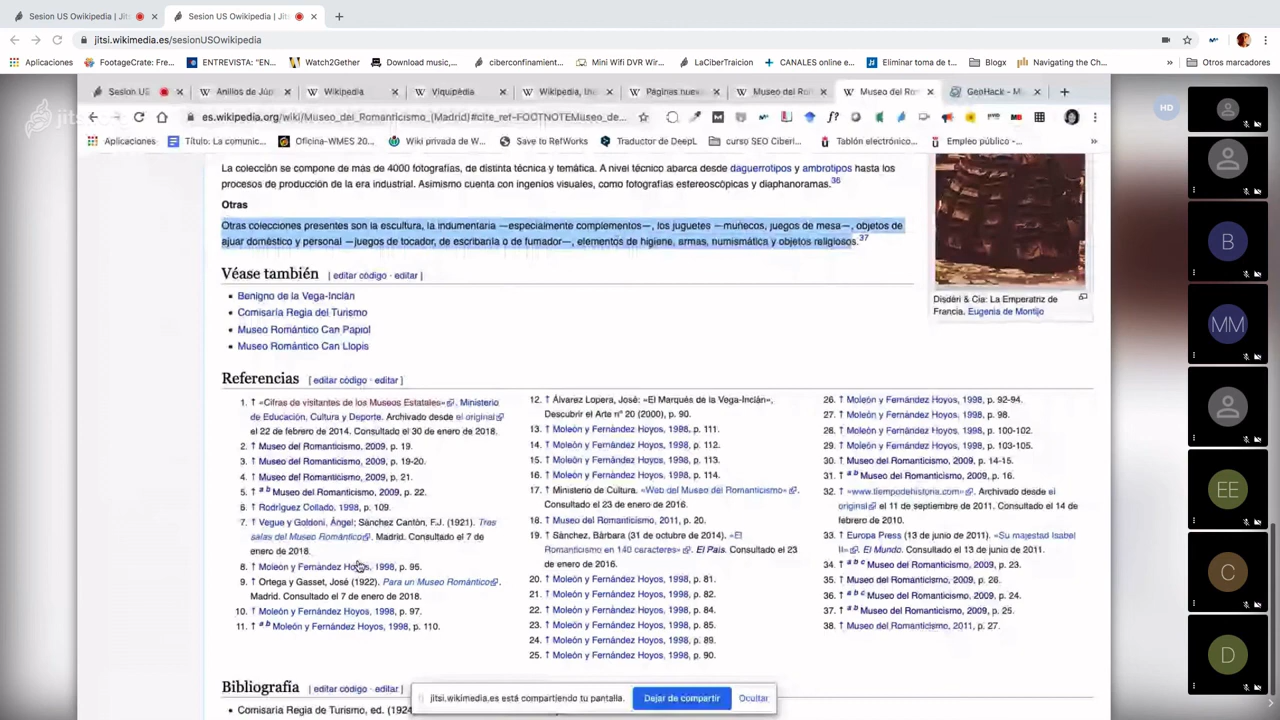 Sesion US Owikipedia | Jits
Sesion US Owikipedia | Jits
jitsi.wikimedia.es/sesionUSOwikipedia
Aplicaciones
FootageCrate: Fre...
ENTREVISTA: "EN...
Watch2Gether
Download music,...
ciberconfinamient...
Mini Wifi DVR Wir...
LaCiberTraicion
CANALES online e...
Eliminar toma de t...
Blogx
Navigating the Ch...
Otros marcadores
Sesion US
Anillos de Júp
Wikipedia
Viquipèdia
Wikipedia, the
Páginas nuev
Museo del Rom
Museo del Ro
GeoHack - M
es.wikipedia.org/wiki/Museo_del_Romanticismo_(Madrid)#cite_ref-FOOTNOTEMuseo_de...
Aplicaciones
Título: La comunic...
Oficina-WMES 20...
Wiki privada de W...
Save to RefWorks
Traductor de DeepL
curso SEO Ciberl...
Tablón electrónico...
Empleo público -...
HD
La colección se compone de más de 4000 fotografías, de distinta técnica y temática. A nivel técnico abarca desde daguerrotipos y ambrotipos hasta los
procesos de producción de la era industrial. Asimismo cuenta con ingenios visuales, como fotografías estereoscópicas y diaphanoramas.36
Otras
Otras colecciones presentes son la escultura, la indumentaria —especialmente complementos—, los juguetes —muñecos, juegos de mesa—, objetos de
ajuar doméstico y personal —juegos de tocador, de escribanía o de fumador—, elementos de higiene, armas, numismática y objetos religiosos.37
Disdéri & Cia: La Emperatriz de
Francia, Eugenia de Montijo
Véase también [ editar código · editar ]
Benigno de la Vega-Inclán
Comisaría Regia del Turismo
Museo Romántico Can Papiol
Museo Romántico Can Llopis
Referencias [ editar código · editar ]
1. ↑ «Cifras de visitantes de los Museos Estatales». Ministerio
de Educación, Cultura y Deporte. Archivado desde el original
el 22 de febrero de 2014. Consultado el 30 de enero de 2018.
2. ↑ Museo del Romanticismo, 2009, p. 19.
3. ↑ Museo del Romanticismo, 2009, p. 19-20.
4. ↑ Museo del Romanticismo, 2009, p. 21.
5. ↑ a b Museo del Romanticismo, 2009, p. 22.
6. ↑ Rodríguez Collado, 1998, p. 109.
7. ↑ Vegue y Goldoni, Ángel; Sánchez Cantón, F.J. (1921). Tres
salas del Museo Romántico. Madrid. Consultado el 7 de
enero de 2018.
8. ↑ Moleón y Fernández Hoyos, 1998, p. 95.
9. ↑ Ortega y Gasset, José (1922). Para un Museo Romántico.
Madrid. Consultado el 7 de enero de 2018.
10. ↑ Moleón y Fernández Hoyos, 1998, p. 97.
11. ↑ a b Moleón y Fernández Hoyos, 1998, p. 110.
12. ↑ Álvarez Lopera, José: «El Marqués de la Vega-Inclán»,
Descubrir el Arte nº 20 (2000), p. 90.
13. ↑ Moleón y Fernández Hoyos, 1998, p. 111.
14. ↑ Moleón y Fernández Hoyos, 1998, p. 112.
15. ↑ Moleón y Fernández Hoyos, 1998, p. 113.
16. ↑ Moleón y Fernández Hoyos, 1998, p. 114.
17. ↑ Ministerio de Cultura. «Web del Museo del Romanticismo».
Consultado el 23 de enero de 2016.
18. ↑ Museo del Romanticismo, 2011, p. 20.
19. ↑ Sánchez, Bárbara (31 de octubre de 2014). «El
Romanticismo en 140 caracteres». El País. Consultado el 23
de enero de 2016.
20. ↑ Moleón y Fernández Hoyos, 1998, p. 81.
21. ↑ Moleón y Fernández Hoyos, 1998, p. 82.
22. ↑ Moleón y Fernández Hoyos, 1998, p. 84.
23. ↑ Moleón y Fernández Hoyos, 1998, p. 85.
24. ↑ Moleón y Fernández Hoyos, 1998, p. 89.
25. ↑ Moleón y Fernández Hoyos, 1998, p. 90.
26. ↑ Moleón y Fernández Hoyos, 1998, p. 92-94.
27. ↑ Moleón y Fernández Hoyos, 1998, p. 98.
28. ↑ Moleón y Fernández Hoyos, 1998, p. 100-102.
29. ↑ Moleón y Fernández Hoyos, 1998, p. 103-105.
30. ↑ Museo del Romanticismo, 2009, p. 14-15.
31. ↑ a b Museo del Romanticismo, 2009, p. 16.
32. ↑ «www.tiempodehistoria.com». Archivado desde el
original el 11 de septiembre de 2011. Consultado el 14 de
febrero de 2010.
33. ↑ Europa Press (13 de junio de 2011). «Su majestad Isabel
II». El Mundo. Consultado el 13 de junio de 2011.
34. ↑ a b c Museo del Romanticismo, 2009, p. 23.
35. ↑ Museo del Romanticismo, 2009, p. 26.
36. ↑ a b c Museo del Romanticismo, 2009, p. 24.
37. ↑ a b Museo del Romanticismo, 2009, p. 25.
38. ↑ Museo del Romanticismo, 2011, p. 27.
Bibliografía [ editar código · editar ]
Comisaría Regia de Turismo, ed. (1924
jitsi.wikimedia.es está compartiendo tu pantalla.
Dejar de compartir
Ocultar
B
MM
EE
C
D